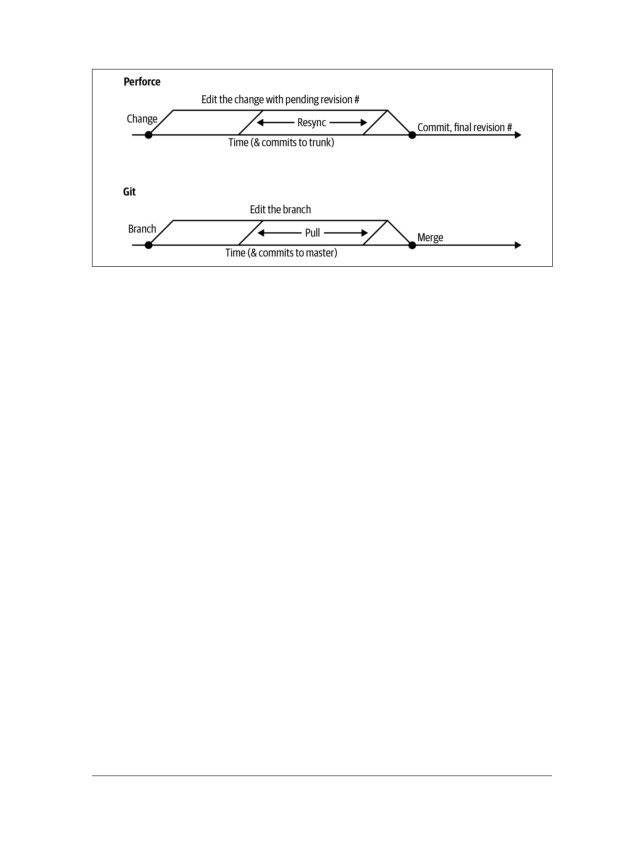 Perforce
Edit the change with pending revision #
Change
Resync
Commit, final revision #
Time (& commits to trunk)
Git
Edit the branch
Branch
Pull
Merge
Time (& commits to master)